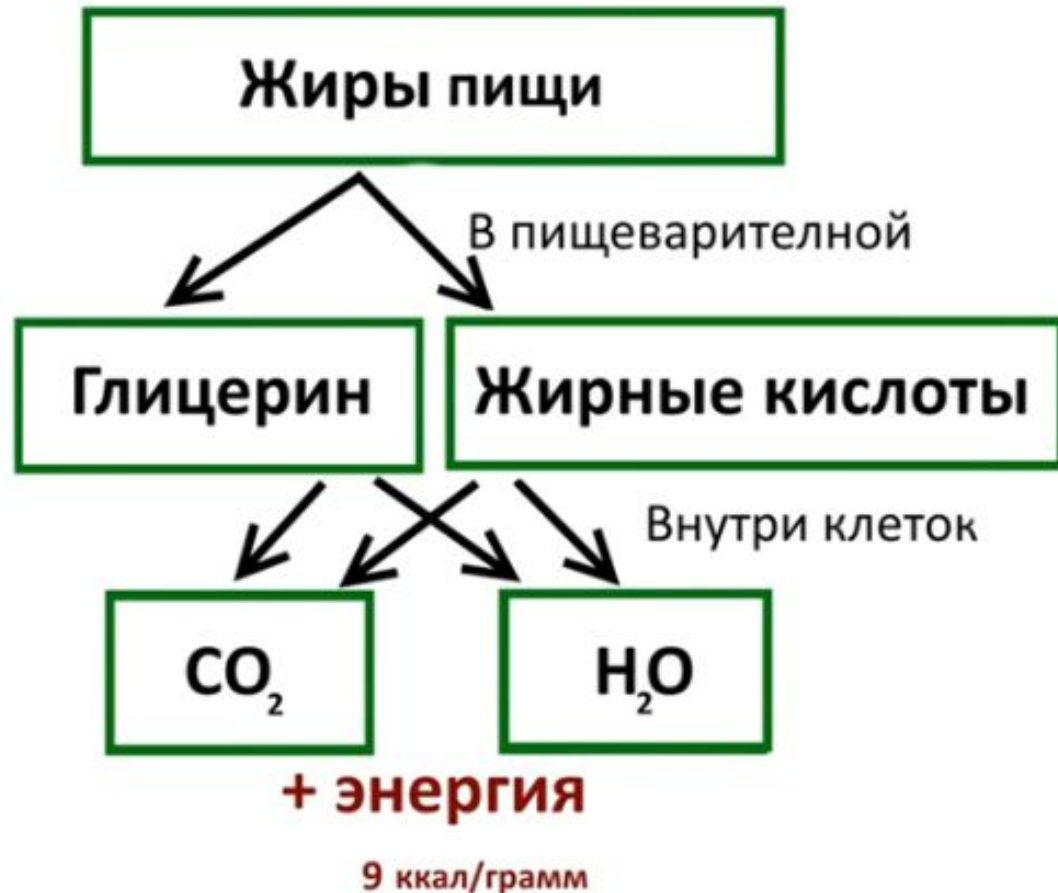 Жиры пищи
В пищеварителной
Глицерин
Жирные кислоты
Внутри клеток
CO₂
H₂O
+ энергия
9 ккал/грамм